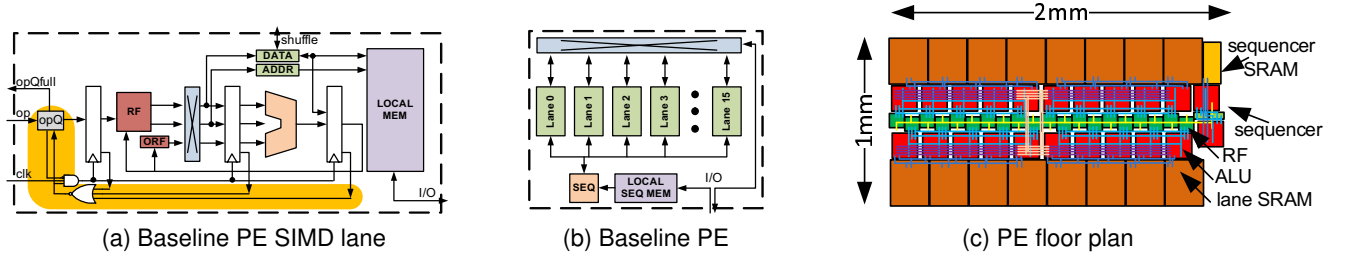 shuffle
DATA
ADDR
opQfull
op
opQ
RF
ORF
LOCAL
MEM
clk
I/O
(a) Baseline PE SIMD lane
Lane 0
Lane 1
Lane 2
Lane 3
Lane 15
SEQ
LOCAL
SEQ MEM
I/O
(b) Baseline PE
2mm
1mm
sequencer
SRAM
sequencer
RF
ALU
lane SRAM
(c) PE floor plan